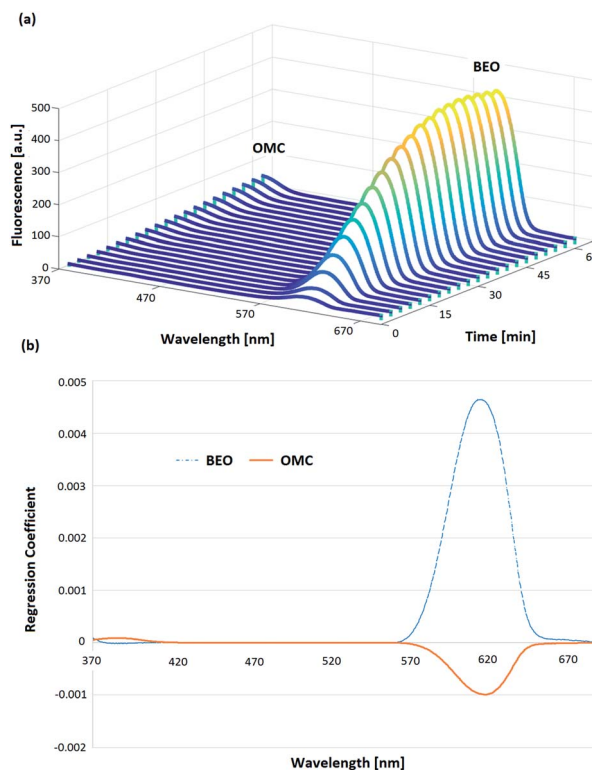 (a)
BEO
OMC
Fluorescence [a.u.]
500
400
300
200
100
0
370
470
570
670
Wavelength [nm]
0
15
30
45
6
Time [min]
(b)
0.005
0.004
0.003
0.002
0.001
0
-0.001
-0.002
Regression Coefficient
BEO OMC
370 420 470 520 570 620 670
Wavelength [nm]